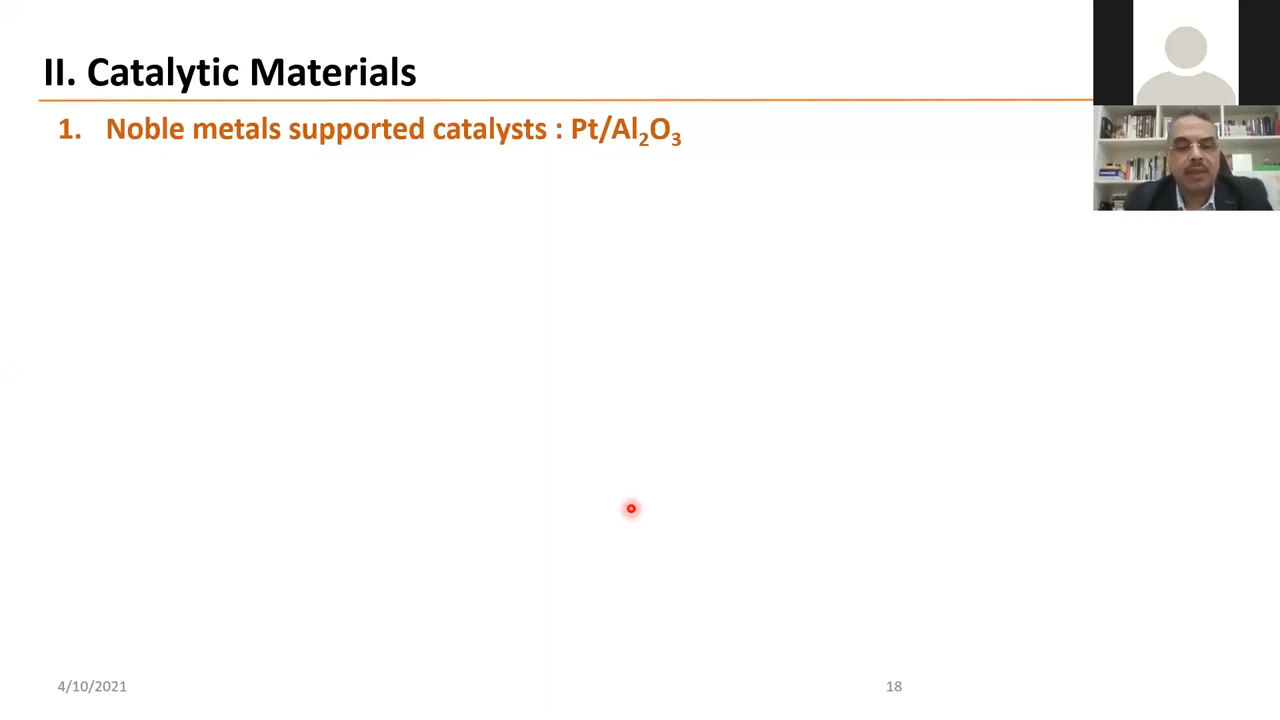 II. Catalytic Materials
1. Noble metals supported catalysts : Pt/Al₂O₃
4/10/2021
18